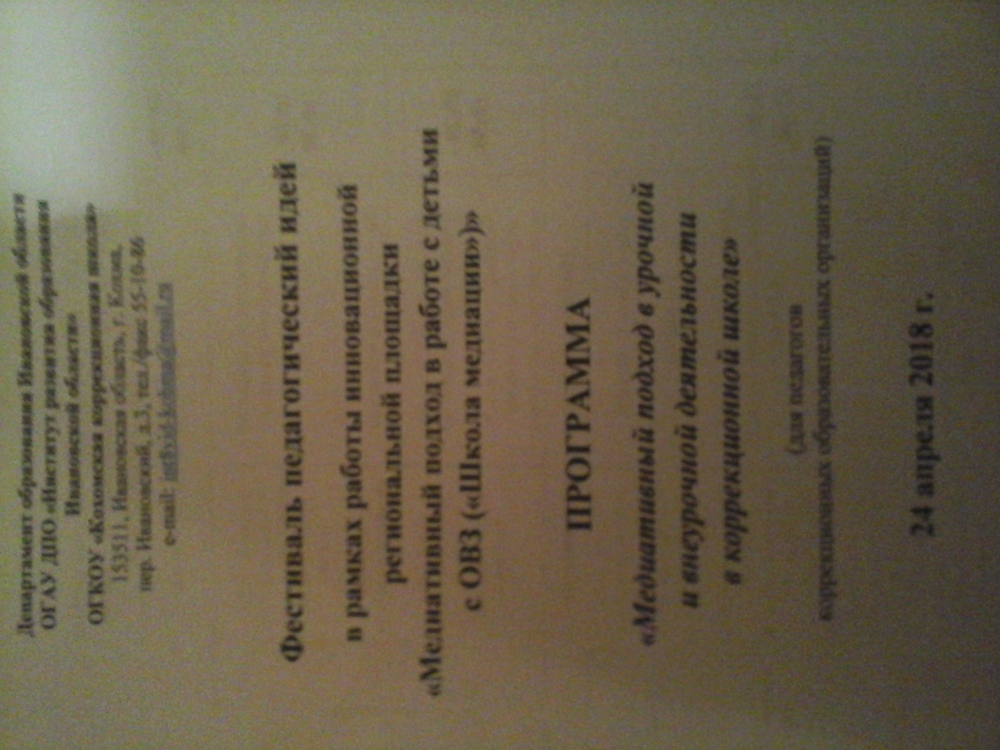 Департамент образования Ивановской области
ОГАУ ДПО «Институт развития образования
Ивановской области»
ОГКОУ «Кохомская коррекционная школа»
153511, Ивановская область, г. Кохма,
пер. Ивановский, д.3, тел./факс 55-10-86
e-mail:
Фестиваль педагогический идей
в рамках работы инновационной
региональной площадки
«Медиативный подход в работе с детьми
с ОВЗ («Школа медиации»)»
ПРОГРАММА
«Медиативный подход в урочной
и внеурочной деятельности
в коррекционной школе»
(для педагогов
коррекционных образовательных организаций)
24 апреля 2018 г.